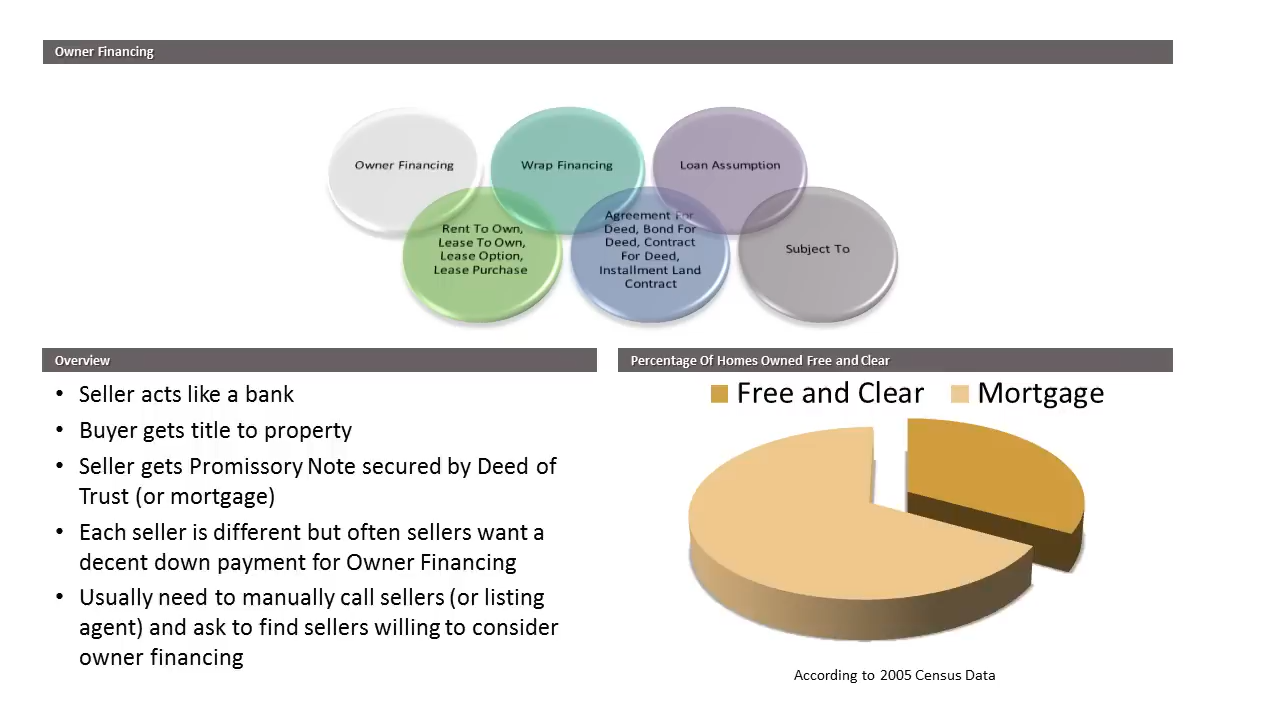 Owner Financing
Owner Financing
Wrap Financing
Loan Assumption
Rent To Own,
Lease To Own,
Lease Option,
Lease Purchase
Agreement For
Deed, Bond For
Deed, Contract
For Deed,
Installment Land
Contract
Subject To
Overview
• Seller acts like a bank
• Buyer gets title to property
• Seller gets Promissory Note secured by Deed of
Trust (or mortgage)
• Each seller is different but often sellers want a
decent down payment for Owner Financing
• Usually need to manually call sellers (or listing
agent) and ask to find sellers willing to consider
owner financing
Percentage Of Homes Owned Free and Clear
Free and Clear Mortgage
According to 2005 Census Data